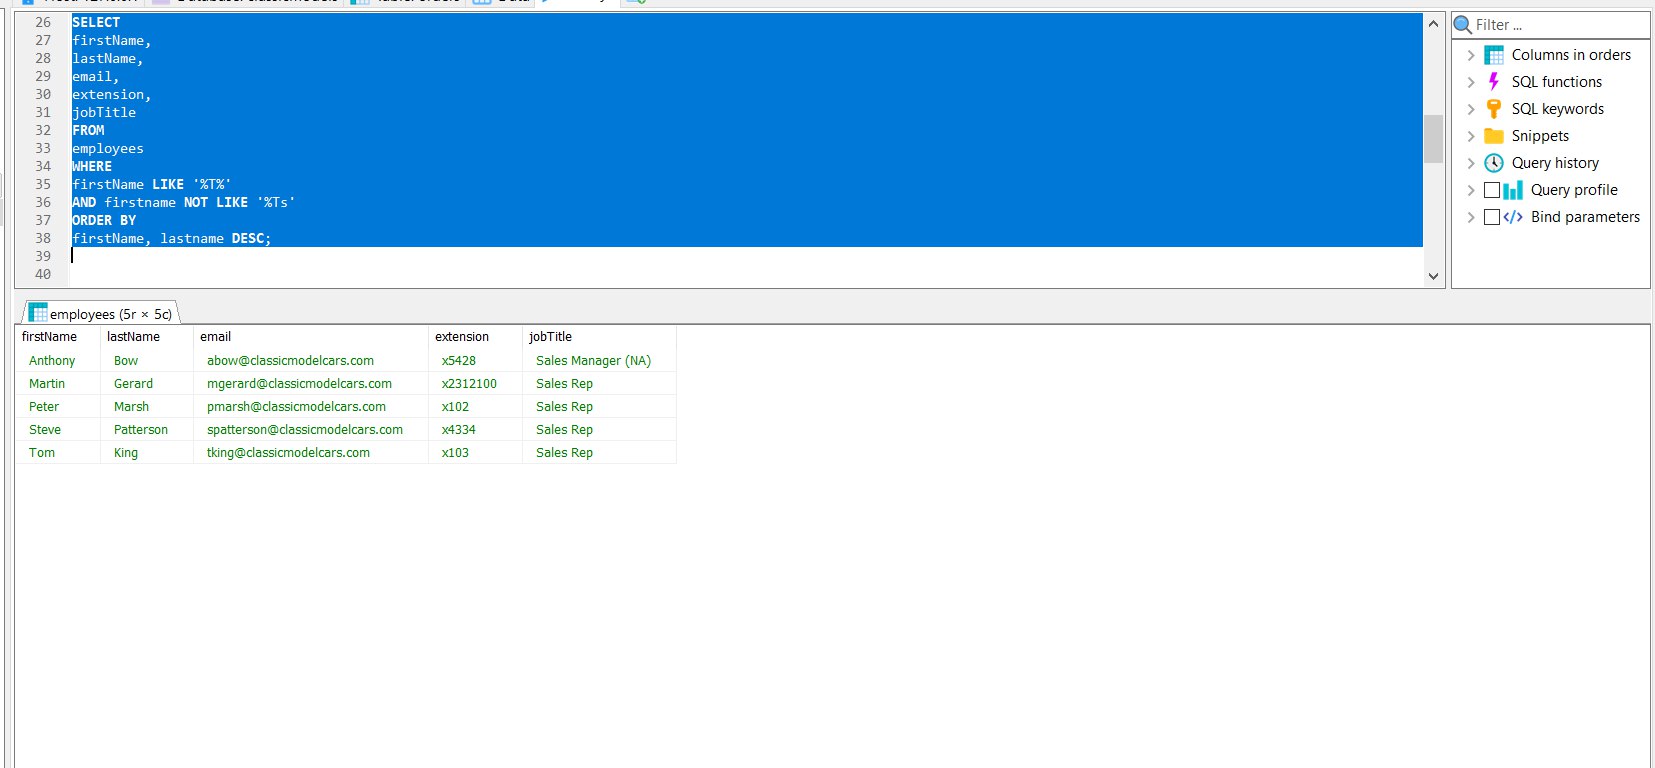 26 SELECT
27 firstName,
28 lastName,
29 email,
30 extension,
31 jobTitle
32 FROM
33 employees
34 WHERE
35 firstName LIKE '%T%'
36 AND firstname NOT LIKE '%Ts'
37 ORDER BY
38 firstName, lastname DESC;
39
40
Filter ...
Columns in orders
SQL functions
SQL keywords
Snippets
Query history
Query profile
Bind parameters
employees (5r × 5c)
firstName lastName email extension jobTitle
Anthony Bow abow@classicmodelcars.com x5428 Sales Manager (NA)
Martin Gerard mgerard@classicmodelcars.com x2312100 Sales Rep
Peter Marsh pmarsh@classicmodelcars.com x102 Sales Rep
Steve Patterson spatterson@classicmodelcars.com x4334 Sales Rep
Tom King tking@classicmodelcars.com x103 Sales Rep